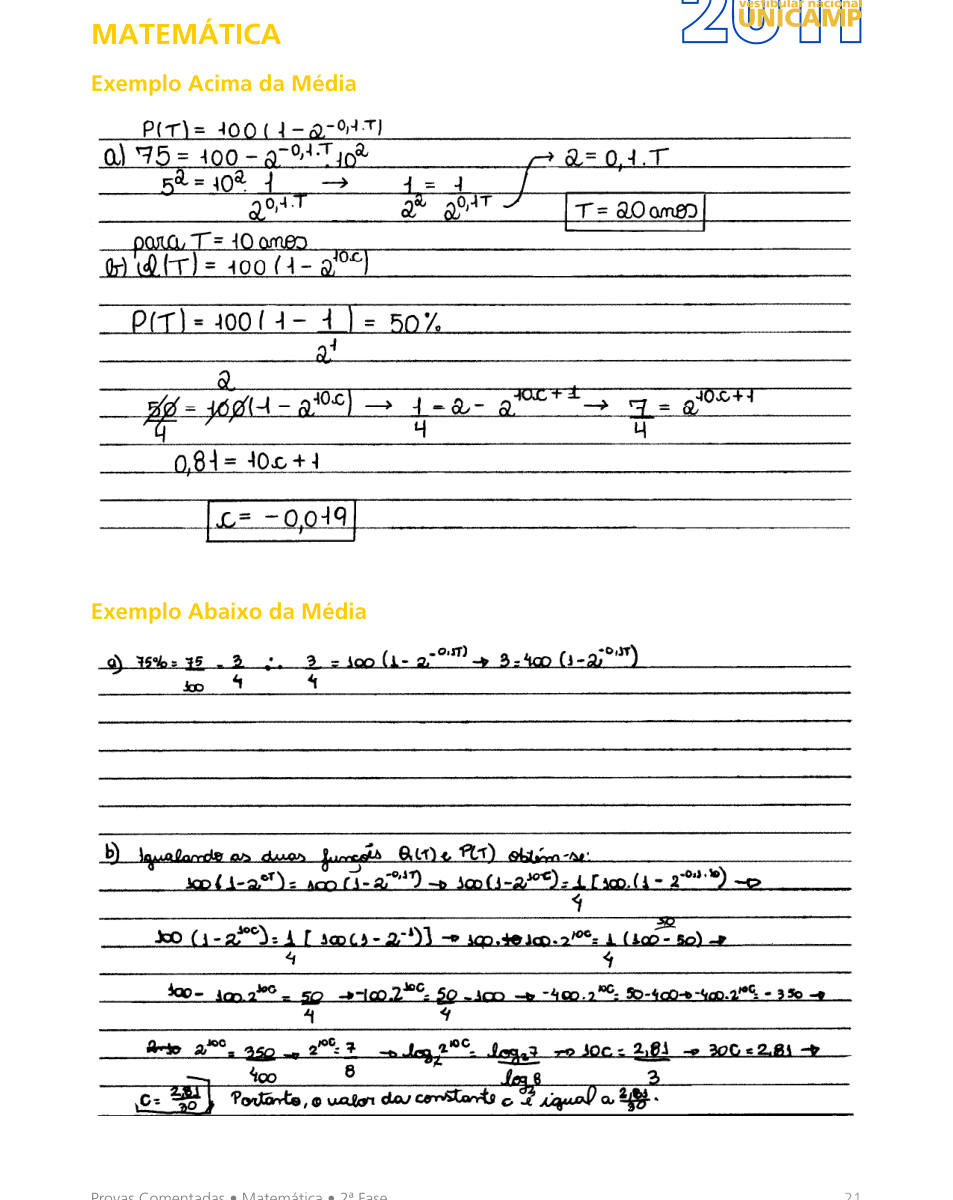 MATEMÁTICA
2011 vestibular nacional UNICAMP
Exemplo Acima da Média
P(T) = 100(1 - 2^-0,1.T)
a) 75 = 100 - 2^-0,1.T . 10^2 → 2 = 0,1.T
5^2 = 10^2 . 1/2^0,1.T → 1/2^2 = 1/2^0,1T
T = 20 anos
para T = 10 anos
b) Q(T) = 100(1 - 2^10.c)
P(T) = 100(1 - 1/2^1) = 50%
50/4 = 100(1 - 2^10.c) → 1/4 = 2 - 2^10.c+1 → 7/4 = 2^10.c+1
0,81 = 10.c + 1
c = -0,019
Exemplo Abaixo da Média
a) 75% = 75/100 = 3/4 ∴ 3/4 = 100(1 - 2^-0,1T) → 3 = 400(1 - 2^-0,1T)
b) Igualando as duas funções Q(T) e P(T) obtém-se:
100(1 - 2^cT) = 100(1 - 2^-0,1T) → 100(1 - 2^10c) = 1/4 [100.(1 - 2^-0,1.10) →
100(1 - 2^10c) = 1/4 [100(1 - 2^-1)] → 100 . 100.2^10c = 1/4 (100 - 50) →
100 - 100.2^10c = 50/4 → -100.2^10c = 50/4 - 100 → -400.2^10c = 50 - 400 → -400.2^10c = -350 →
2^10c = 350/400 → 2^10c = 7/8 → log2 2^10c = log2 7/log2 8 → 10c = 2,81/3 → 30c = 2,81 →
c = 2,81/30 Portanto, o valor da constante c é igual a 2,81/30.
Provas Comentadas • Matemática • 2ª Fase 21